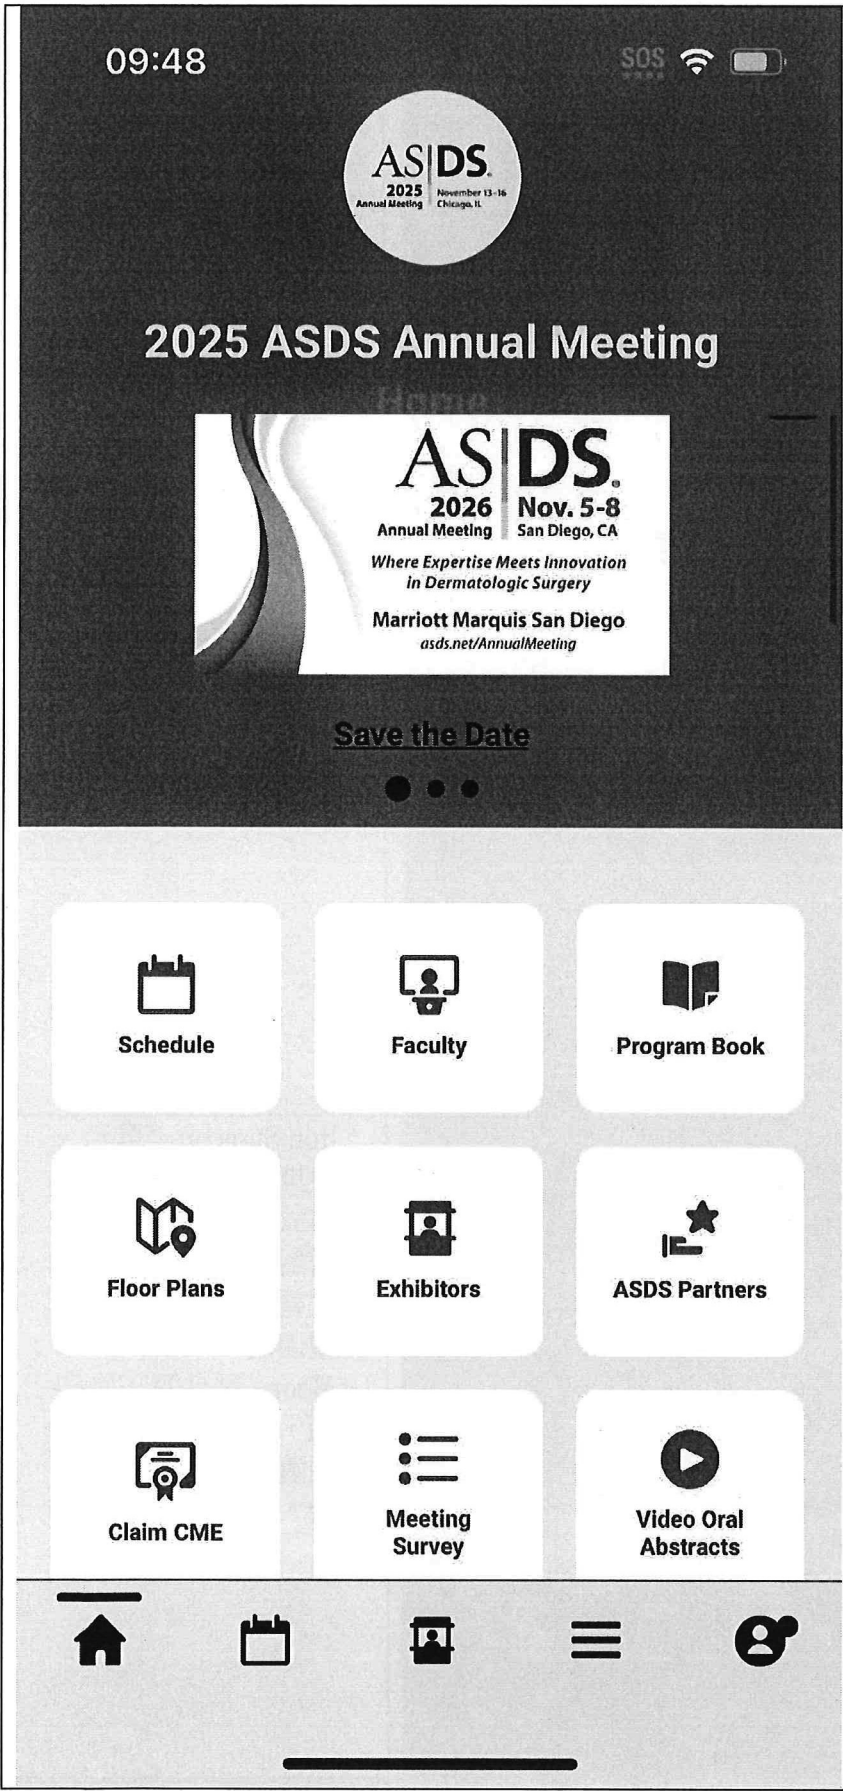 09:48
SOS
AS|DS.
2025 November 13-16
Annual Meeting Chicago, IL
2025 ASDS Annual Meeting
Home
AS|DS.
2026 Nov. 5-8
Annual Meeting San Diego, CA
Where Expertise Meets Innovation
in Dermatologic Surgery
Marriott Marquis San Diego
asds.net/AnnualMeeting
Save the Date
Schedule
Faculty
Program Book
Floor Plans
Exhibitors
ASDS Partners
Claim CME
Meeting
Survey
Video Oral
Abstracts